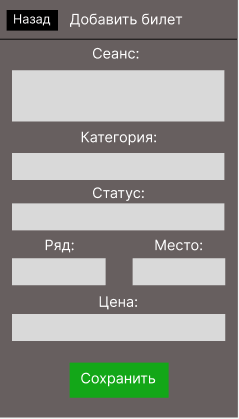 Назад Добавить билет
Сеанс:
Категория:
Статус:
Ряд: Место:
Цена:
Сохранить